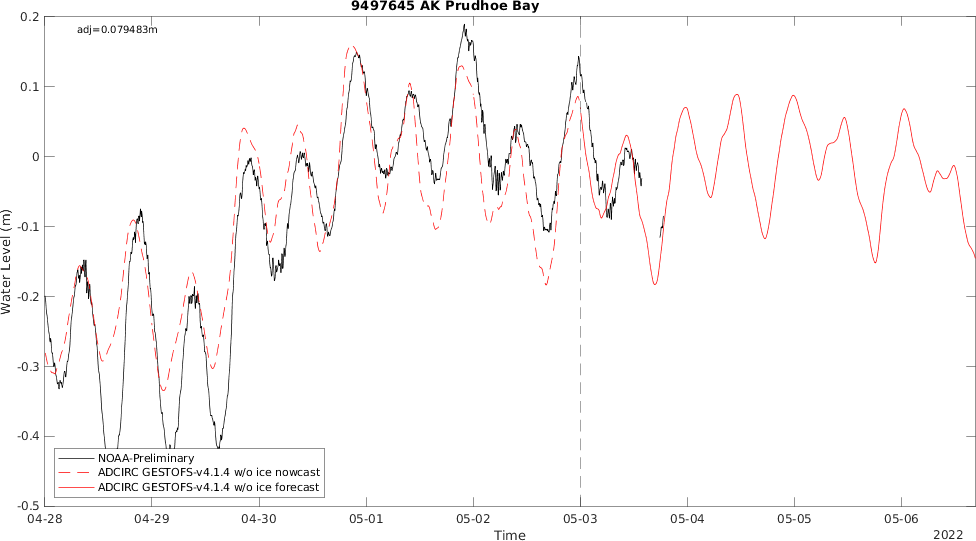 9497645 AK Prudhoe Bay
adj=0.079483m
0.2
0.1
0
-0.1
-0.2
-0.3
-0.4
-0.5
Water Level (m)
NOAA-Preliminary
ADCIRC GESTOFS-v4.1.4 w/o ice nowcast
ADCIRC GESTOFS-v4.1.4 w/o ice forecast
04-28 04-29 04-30 05-01 05-02 05-03 05-04 05-05 05-06
Time
2022